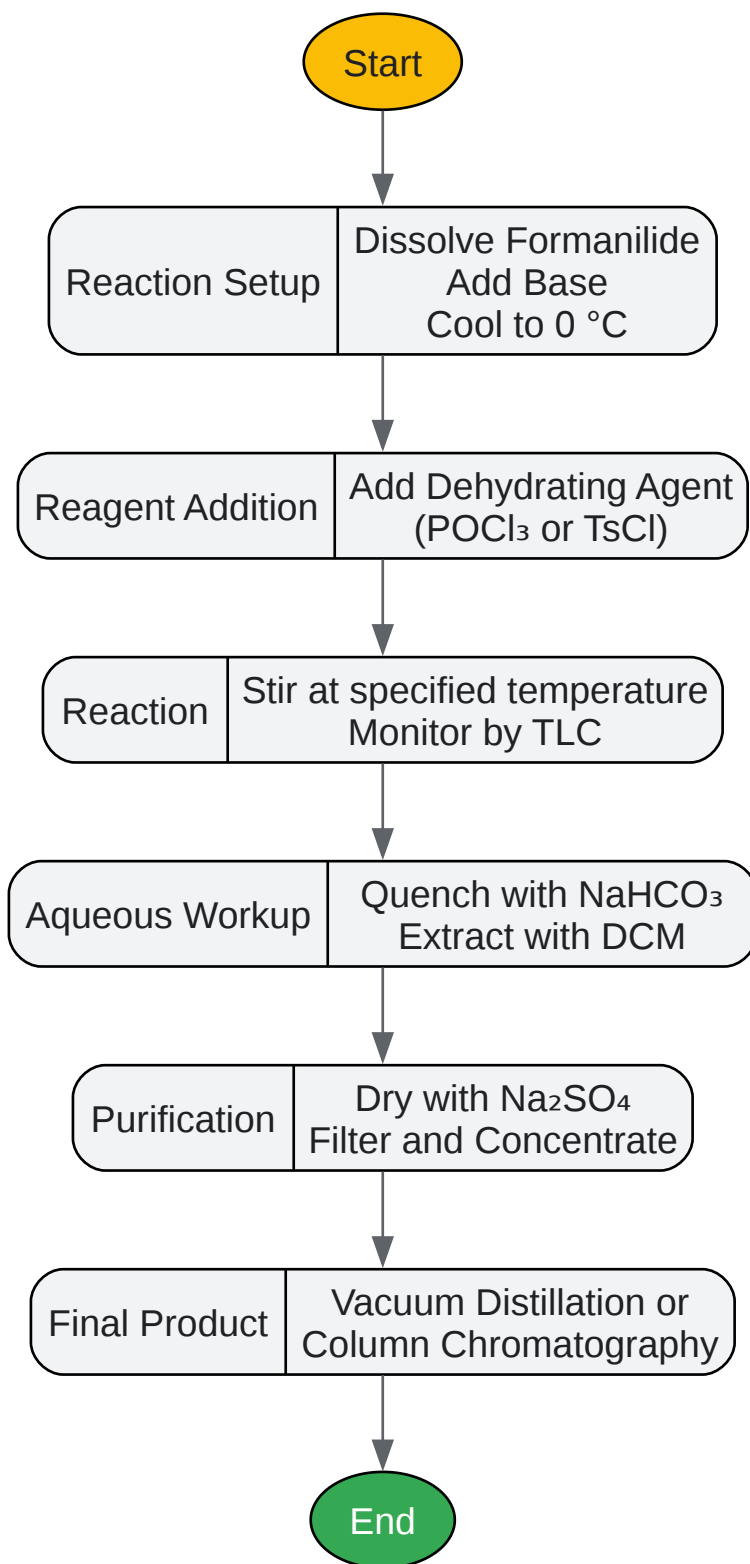 Start
Reaction Setup
Dissolve Formanilide
Add Base
Cool to 0 °C
Reagent Addition
Add Dehydrating Agent
(POCl₃ or TsCl)
Reaction
Stir at specified temperature
Monitor by TLC
Aqueous Workup
Quench with NaHCO₃
Extract with DCM
Purification
Dry with Na₂SO₄
Filter and Concentrate
Final Product
Vacuum Distillation or
Column Chromatography
End